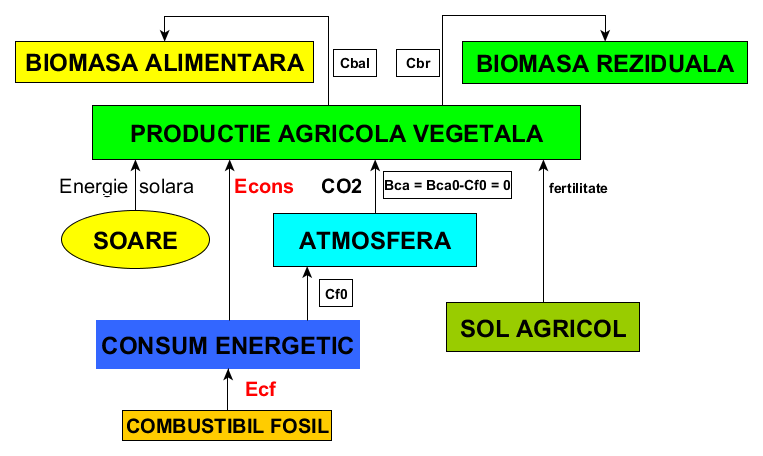 BIOMASA ALIMENTARA
Cbal
Cbr
BIOMASA REZIDUALA
PRODUCTIE AGRICOLA VEGETALA
Energie solara
Econs
CO2
Bca = Bca0-Cf0 = 0
fertilitate
SOARE
ATMOSFERA
Cf0
SOL AGRICOL
CONSUM ENERGETIC
Ecf
COMBUSTIBIL FOSIL